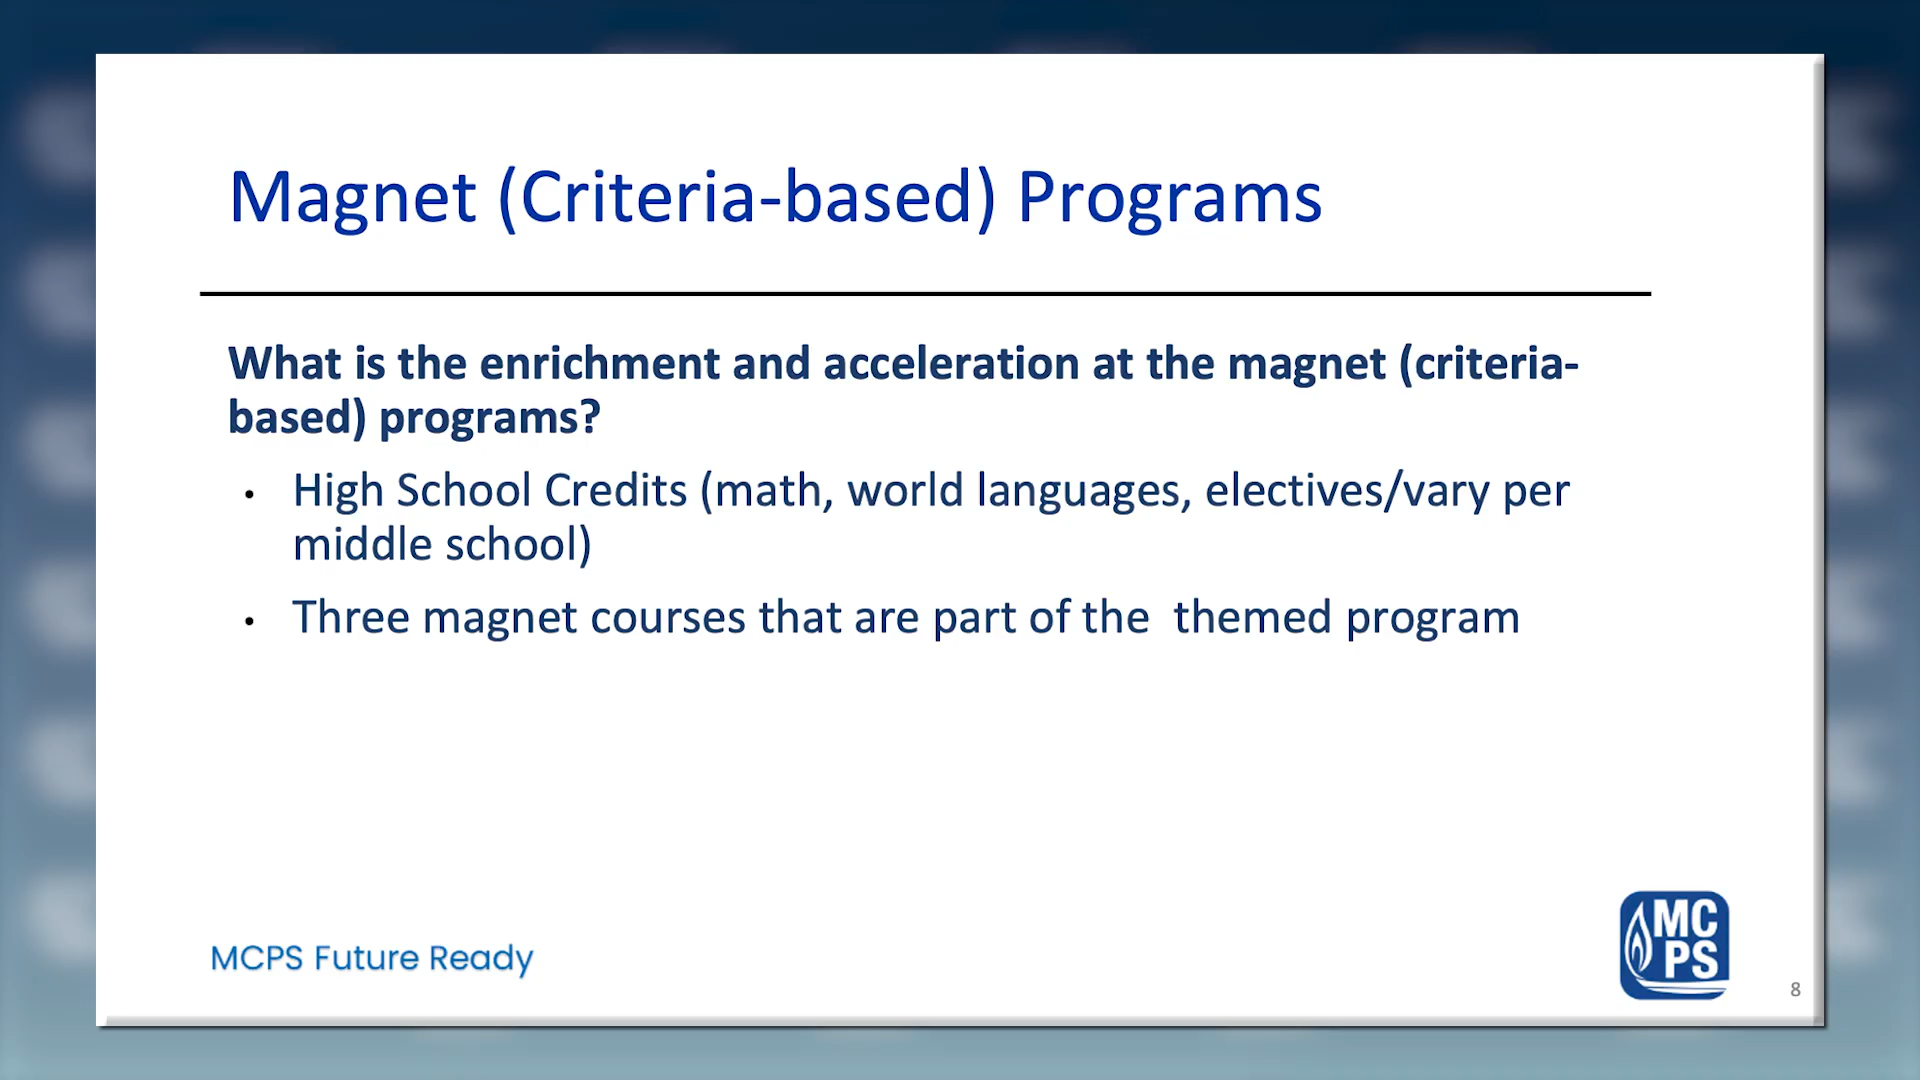 Magnet (Criteria-based) Programs
What is the enrichment and acceleration at the magnet (criteria-
based) programs?
• High School Credits (math, world languages, electives/vary per
middle school)
• Three magnet courses that are part of the  themed program
MCPS Future Ready
MC
PS
8